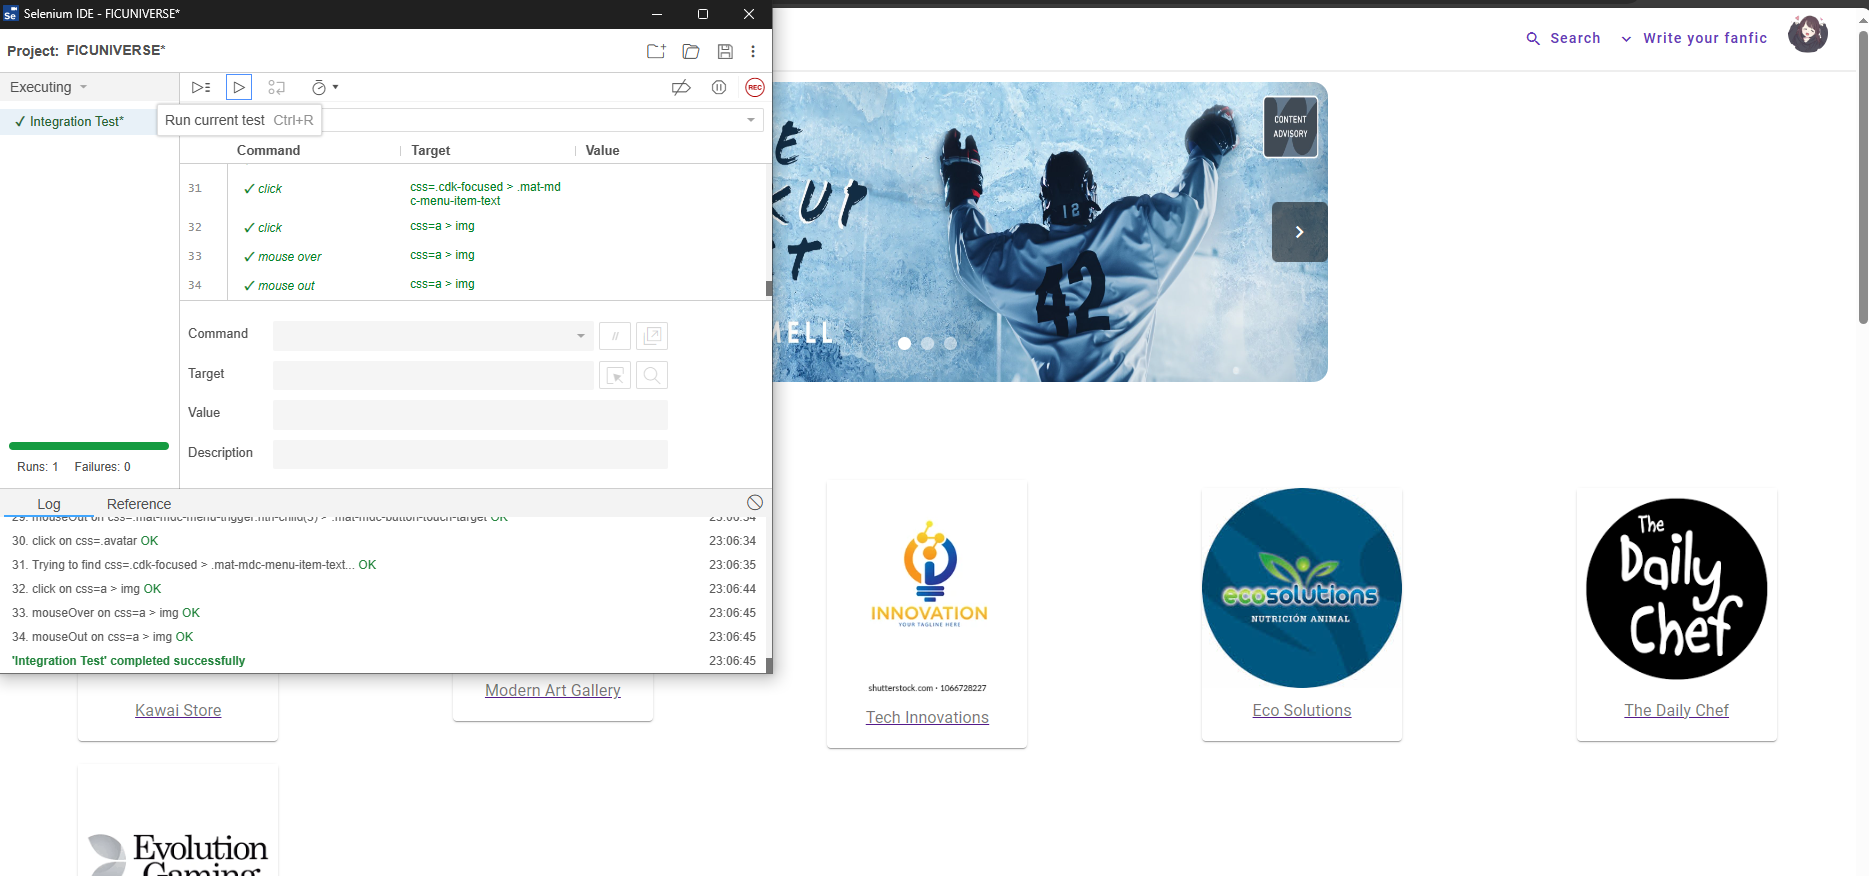 Selenium IDE - FICUNIVERSE*
Project: FICUNIVERSE*
Executing
✓ Integration Test*
Run current test Ctrl+R
REC
Command Target Value
31 ✓ click css=.cdk-focused > .mat-md
c-menu-item-text
32 ✓ click css=a > img
33 ✓ mouse over css=a > img
34 ✓ mouse out css=a > img
Command
//
Target
Value
Description
Runs: 1 Failures: 0
Log Reference
29. mouseOut on css=.mat-mdc-menu-trigger:nth-child(3) > .mat-mdc-button-touch-target OK 23:06:34
30. click on css=.avatar OK 23:06:34
31. Trying to find css=.cdk-focused > .mat-mdc-menu-item-text... OK 23:06:35
32. click on css=a > img OK 23:06:44
33. mouseOver on css=a > img OK 23:06:45
34. mouseOut on css=a > img OK 23:06:45
'Integration Test' completed successfully 23:06:45
Search Write your fanfic
CONTENT
ADVISORY
12
42
MELL
INNOVATION
YOUR TAGLINE HERE
shutterstock.com · 1066728227
ecosolutions
NUTRICIÓN ANIMAL
The
Daily
Chef
Kawai Store
Modern Art Gallery
Tech Innovations
Eco Solutions
The Daily Chef
Evolution
Gaming